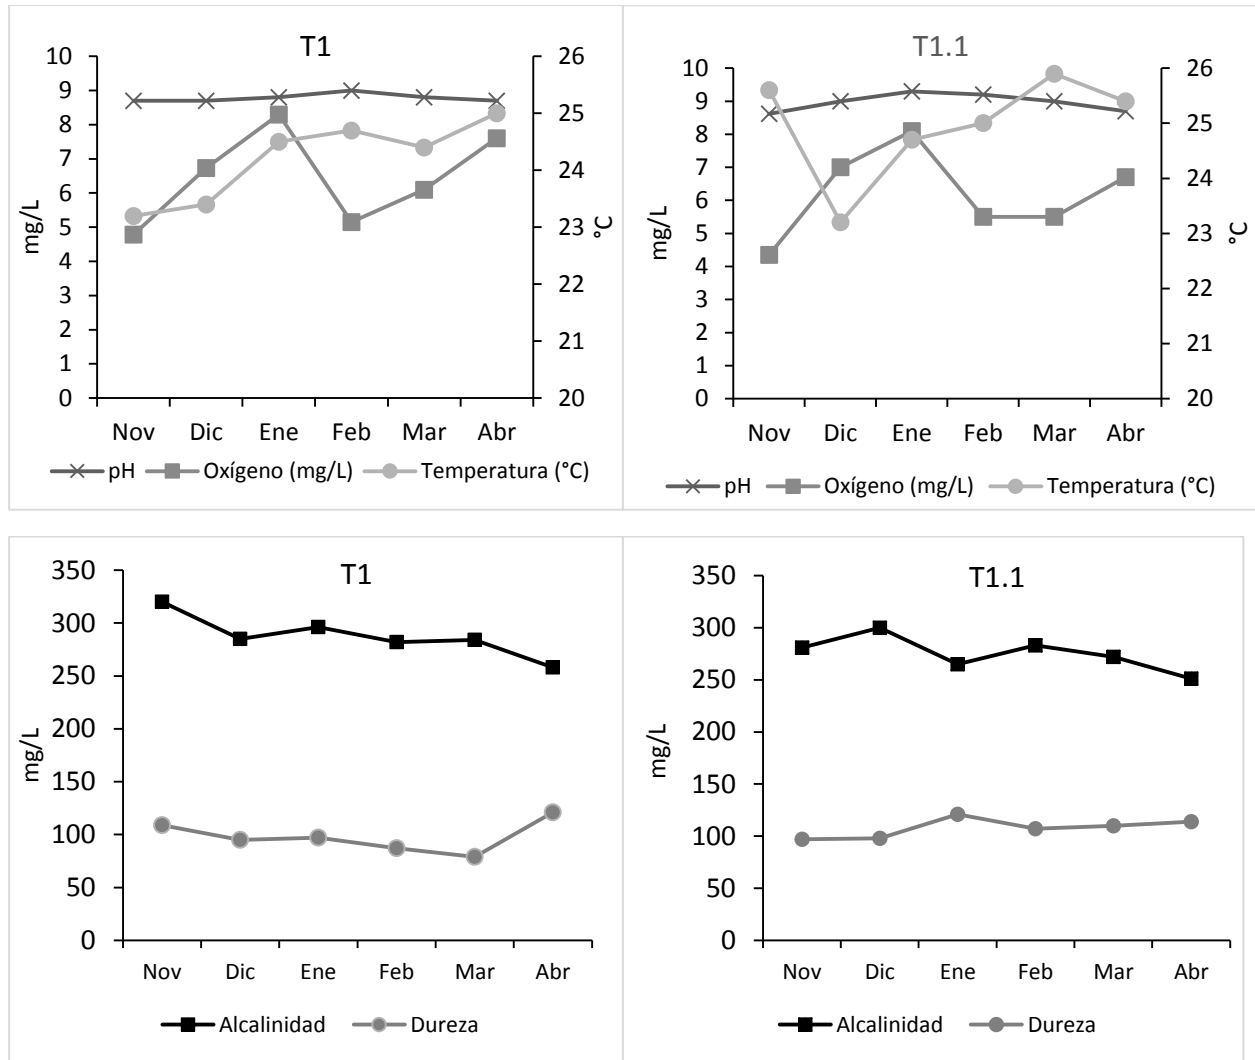 T1
10
9
8
7
6
5
4
3
2
1
0
mg/L
26
25
24
23
22
21
20
°C
Nov Dic Ene Feb Mar Abr
pH Oxígeno (mg/L) Temperatura (°C)
T1.1
10
9
8
7
6
5
4
3
2
1
0
mg/L
26
25
24
23
22
21
20
°C
Nov Dic Ene Feb Mar Abr
pH Oxígeno (mg/L) Temperatura (°C)
T1
350
300
250
200
150
100
50
0
mg/L
Nov Dic Ene Feb Mar Abr
Alcalinidad Dureza
T1.1
350
300
250
200
150
100
50
0
mg/L
Nov Dic Ene Feb Mar Abr
Alcalinidad Dureza